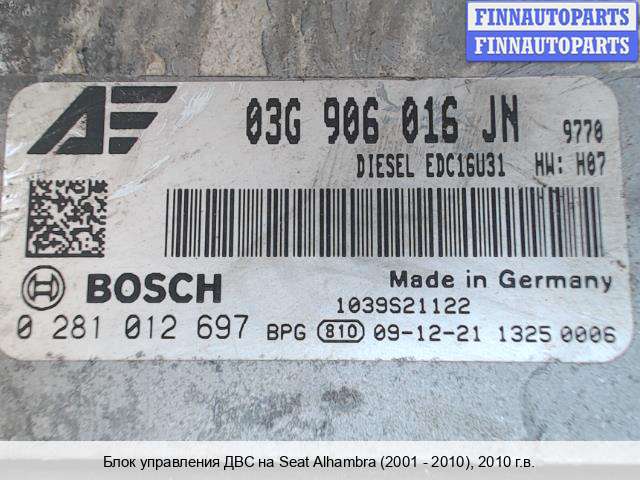 FINNAUTOPARTS
FINNAUTOPARTS
AF 03G 906 016 JN 9770
DIESEL EDC16U31 HW: H07
BOSCH Made in Germany
1039S21122
0 281 012 697 BPG 810 09-12-21 1325 0006
Блок управления ДВС на Seat Alhambra (2001 - 2010), 2010 г.в.